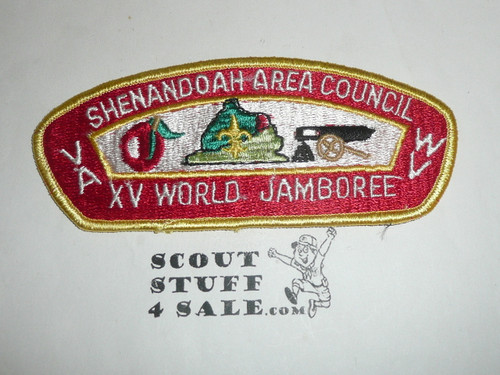 SHENANDOAH AREA COUNCIL
VA
WV
XV WORLD JAMBOREE
SCOUT
STUFF
4 SALE.com